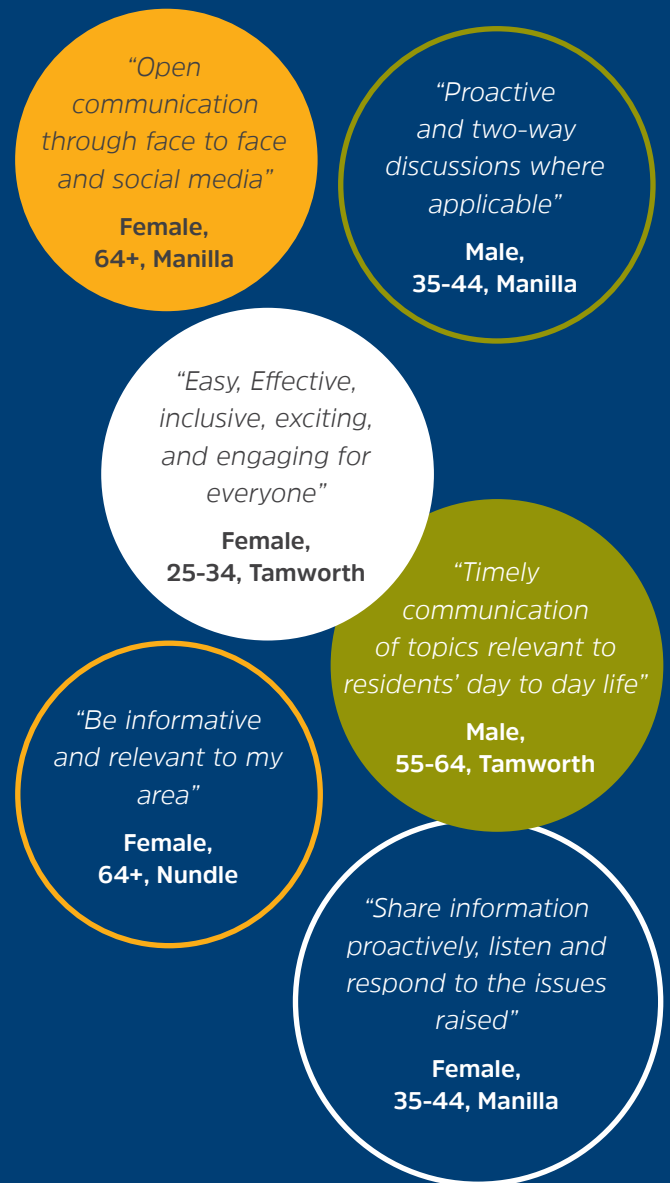 “Open
communication
through face to face
and social media”
Female,
64+, Manilla
“Proactive
and two-way
discussions where
applicable”
Male,
35-44, Manilla
“Easy, Effective,
inclusive, exciting,
and engaging for
everyone”
Female,
25-34, Tamworth
“Timely
communication
of topics relevant to
residents’ day to day life”
Male,
55-64, Tamworth
“Be informative
and relevant to my
area”
Female,
64+, Nundle
“Share information
proactively, listen and
respond to the issues
raised”
Female,
35-44, Manilla